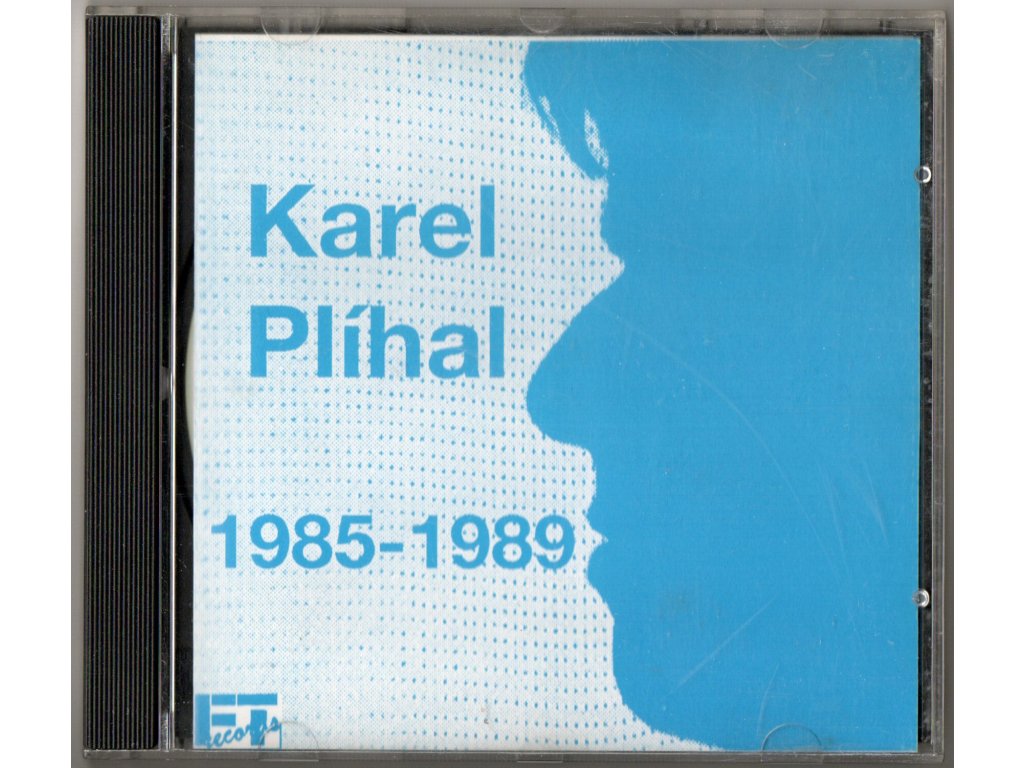 Karel
Plíhal
1985-1989
FT
records